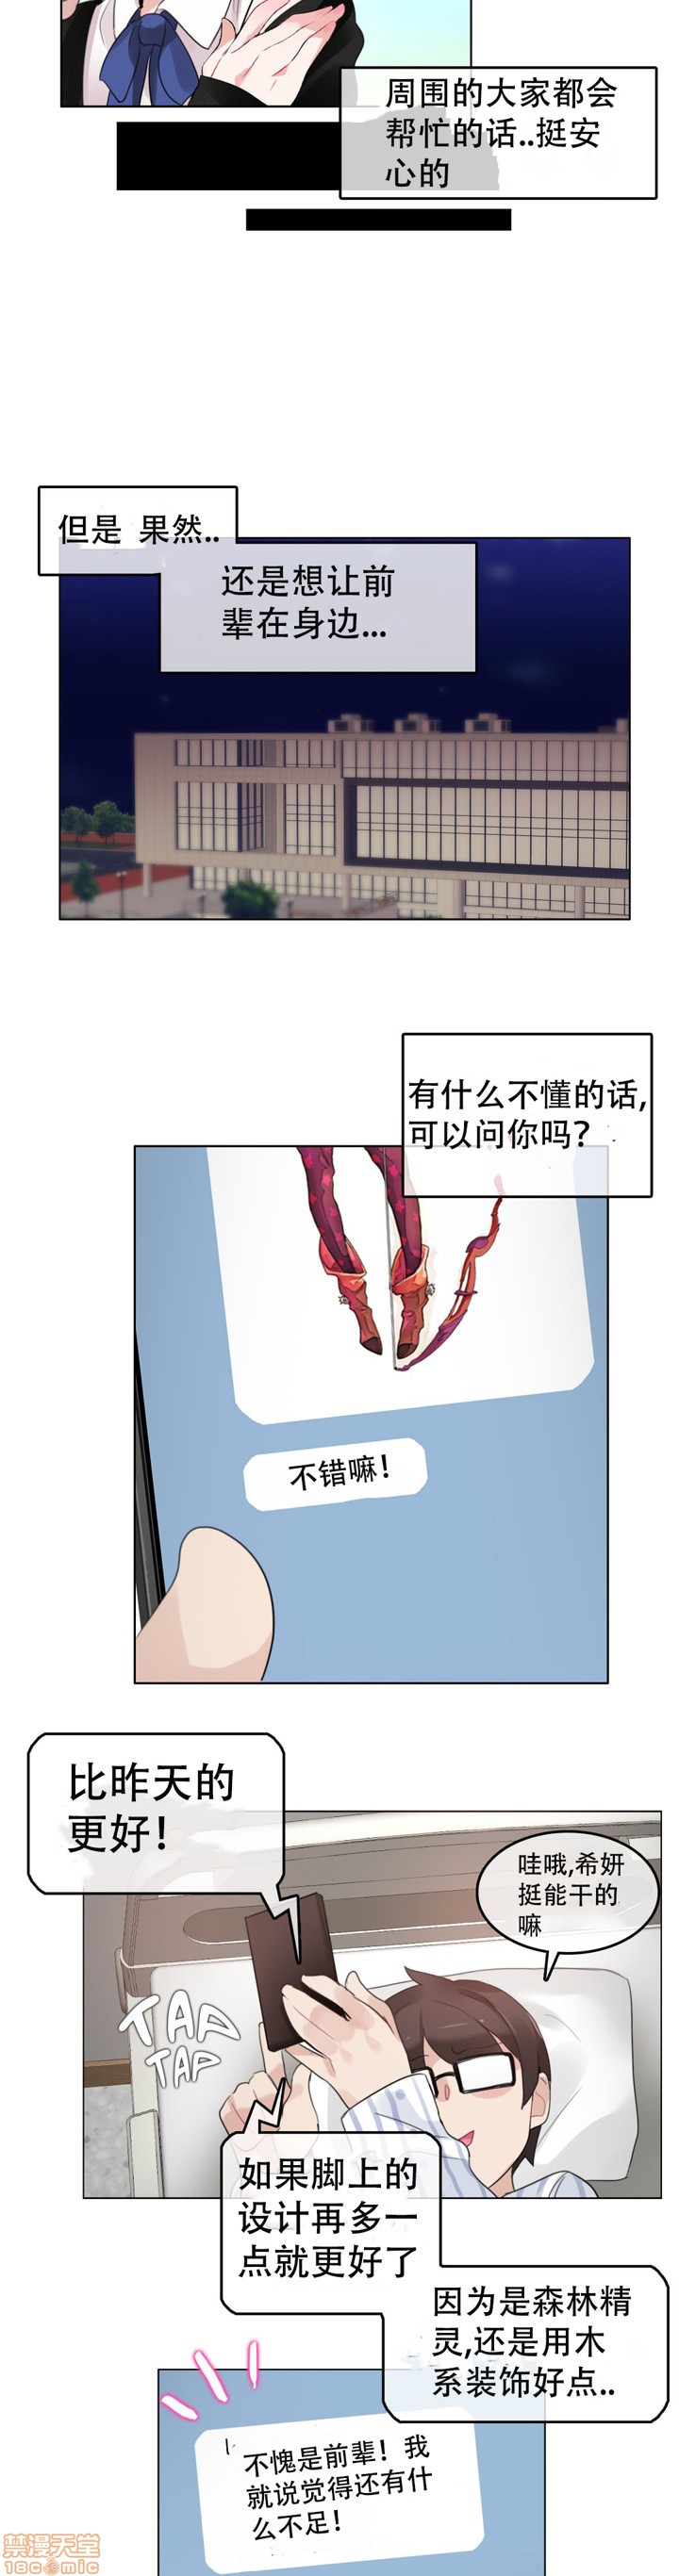 周围的大家都会
帮忙的话..挺安
心的
但是 果然..
还是想让前
辈在身边...
有什么不懂的话,
可以问你吗?
不错嘛!
比昨天的
更好!
哇哦,希妍
挺能干的
嘛
TAP
TAP
如果脚上的
设计再多一
点就更好了
因为是森林精
灵,还是用木
系装饰好点..
不愧是前辈！我
就说觉得还有什
么不足！
禁漫天堂
18comic